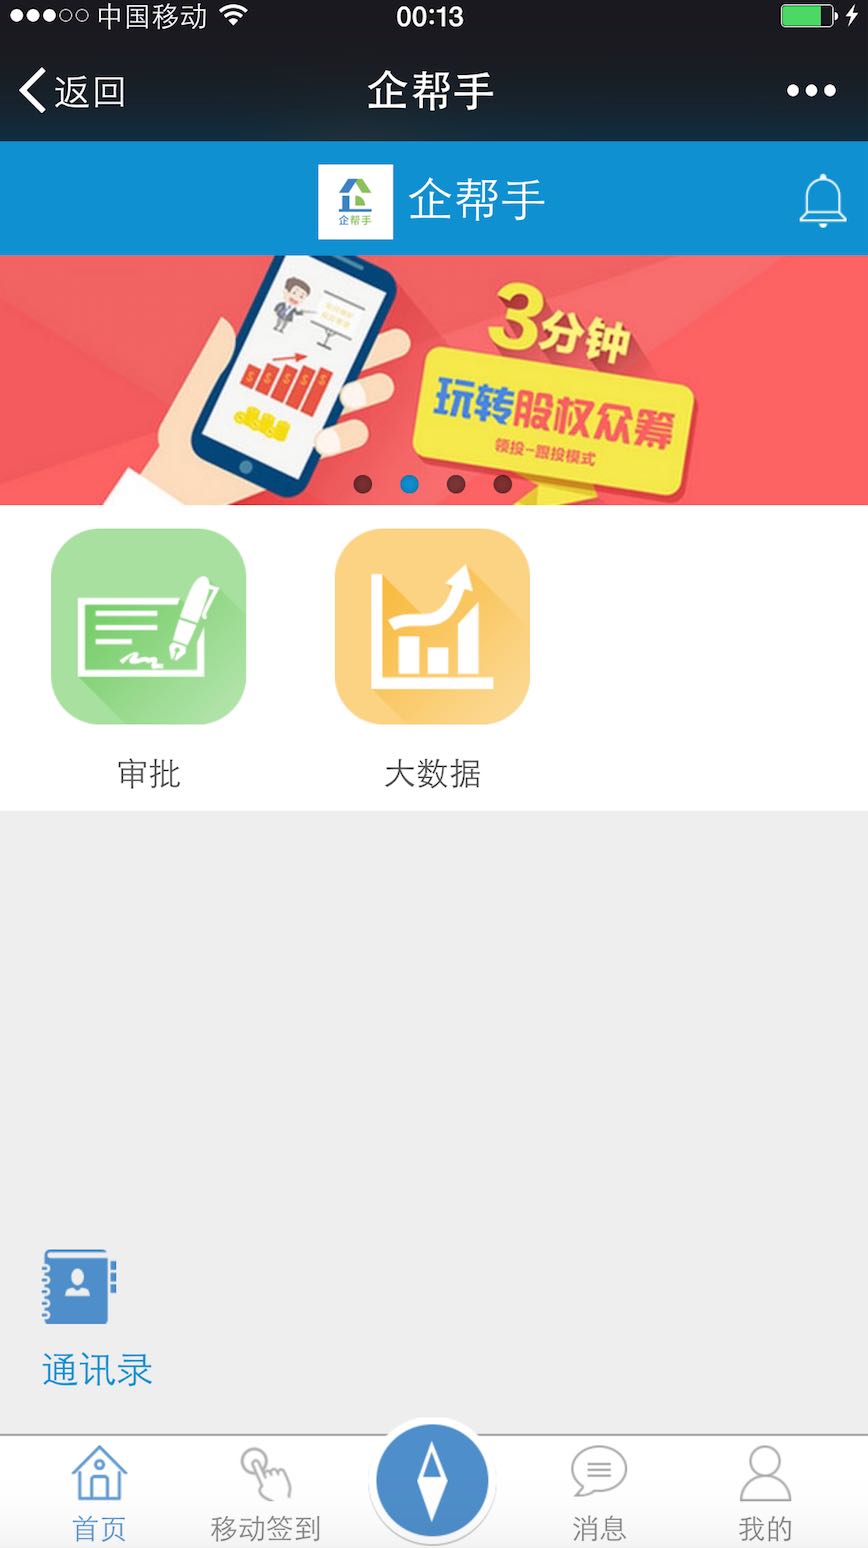 中国移动
00:13
返回
企帮手
企帮手
企帮手
3分钟
玩转股权众筹
领投-跟投模式
审批
大数据
通讯录
首页
移动签到
消息
我的